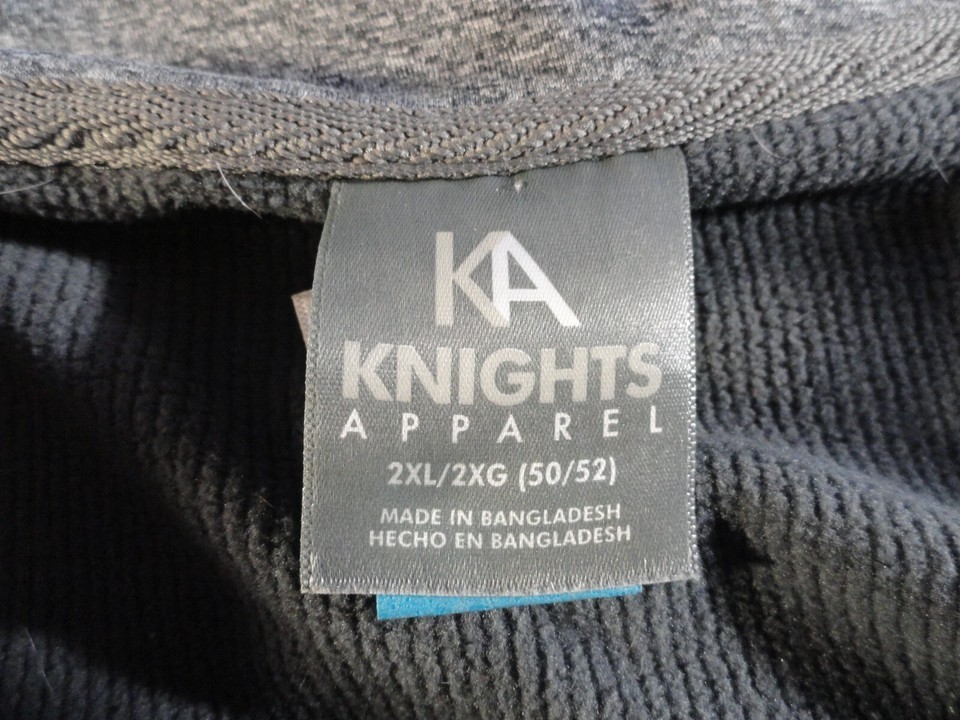 KA
KNIGHTS
APPAREL
2XL/2XG (50/52)
MADE IN BANGLADESH
HECHO EN BANGLADESH